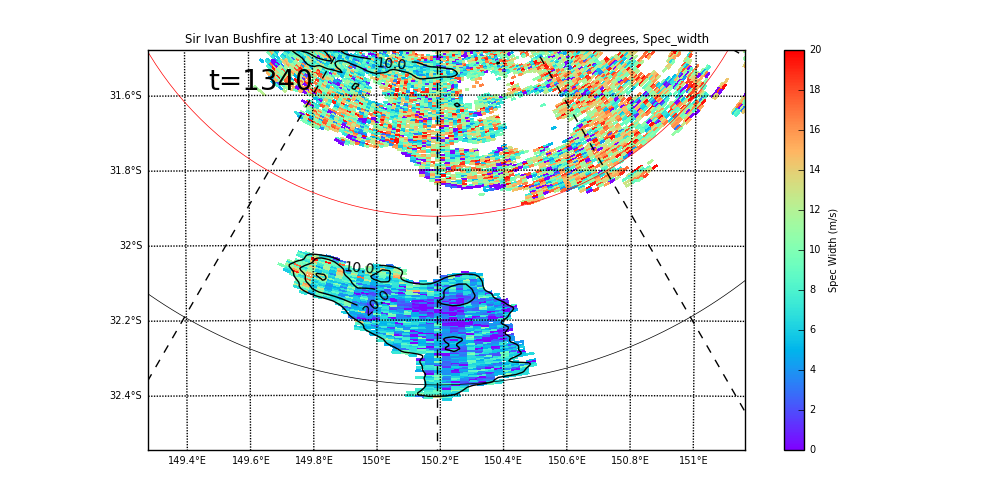 Sir Ivan Bushfire at 13:40 Local Time on 2017 02 12 at elevation 0.9 degrees, Spec_width
t=1340
10.0
31.6°S
31.8°S
32°S
32.2°S
32.4°S
10.0
20.0
149.4°E 149.6°E 149.8°E 150°E 150.2°E 150.4°E 150.6°E 150.8°E 151°E
20
18
16
14
12
10
8
6
4
2
0
Spec Width (m/s)